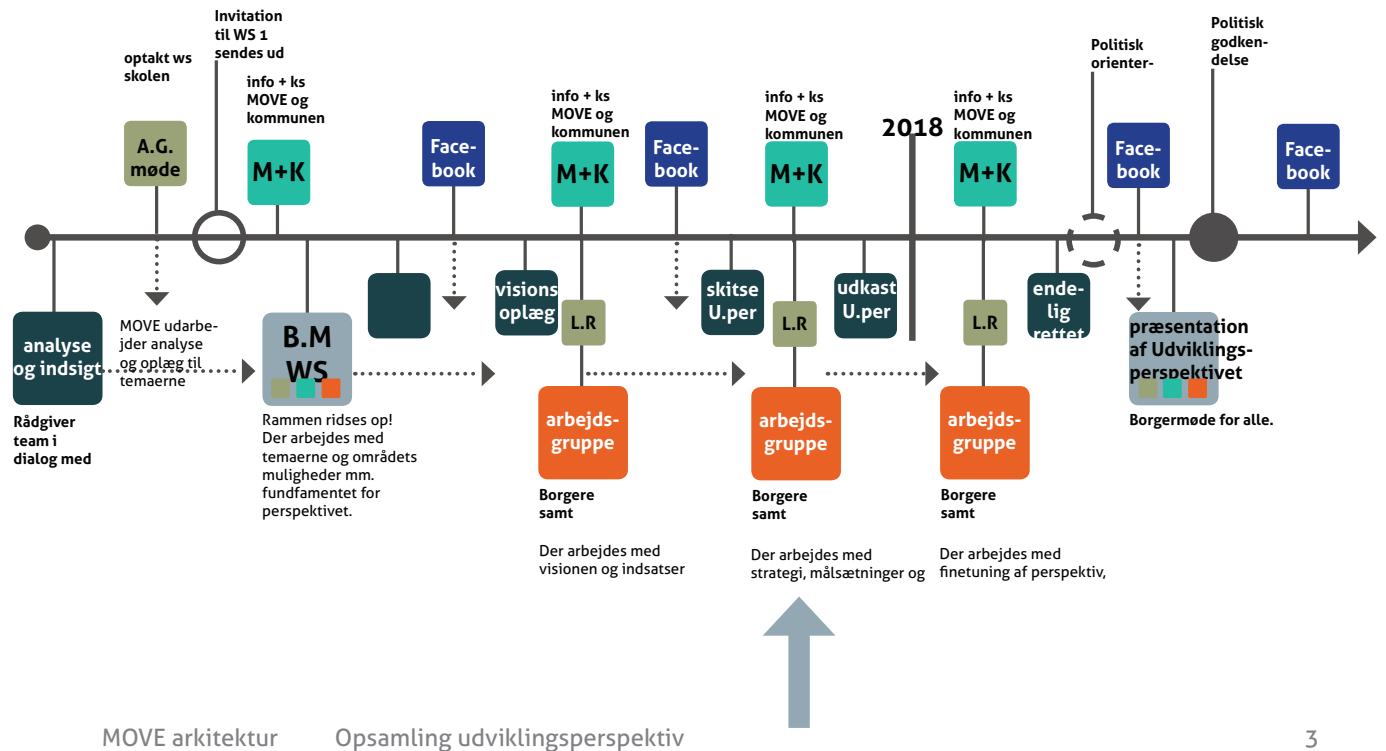 Invitation
til WS 1
sendes ud
optakt ws
skolen
info + ks
MOVE og
kommunen
info + ks
MOVE og
kommunen
info + ks
MOVE og
kommunen
2018
info + ks
MOVE og
kommunen
Politisk
orienter-
Politisk
godken-
delse
A.G.
møde
M+K
Face-
book
M+K
Face-
book
M+K
M+K
Face-
book
Face-
book
analyse
og indsigt
MOVE udarbe-
jder analyse
og oplæg til
temaerne
B.M
WS
visions
oplæg
L.R
skitse
U.per
L.R
udkast
U.per
L.R
ende-
lig
rettet
præsentation
af Udviklings-
perspektivet
Rådgiver
team i
dialog med
Rammen ridses op!
Der arbejdes med
temaerne og områdets
muligheder mm.
fundfamentet for
perspektivet.
arbejds-
gruppe
arbejds-
gruppe
arbejds-
gruppe
Borgermøde for alle.
Borgere
samt
Borgere
samt
Borgere
samt
Der arbejdes med
visionen og indsatser
Der arbejdes med
strategi, målsætninger og
Der arbejdes med
finetuning af perspektiv,
MOVE arkitektur Opsamling udviklingsperspektiv 3